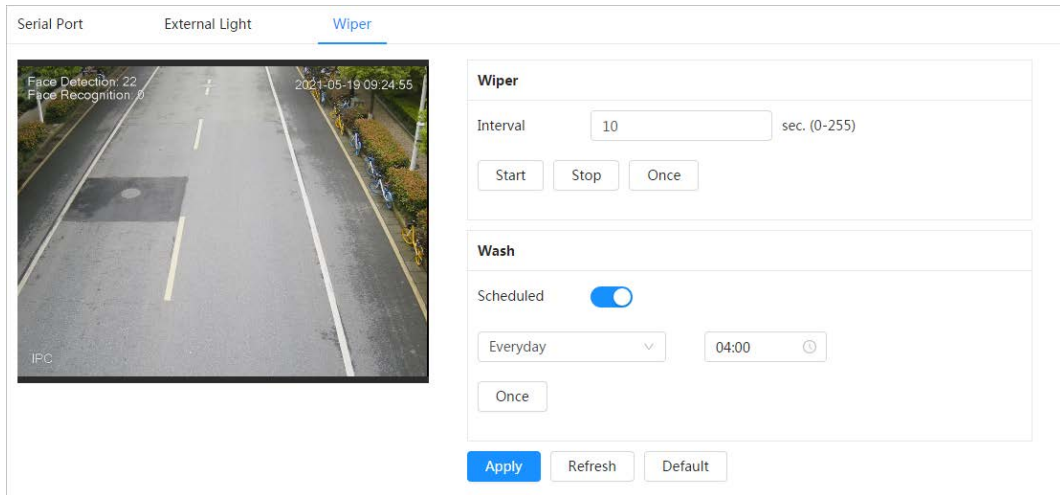 Serial Port External Light Wiper
Face Detection: 22
Face Recognition: 0
2021-05-19 09:24:55
IPC
Wiper
Interval 10 sec. (0-255)
Start Stop Once
Wash
Scheduled
Everyday 04:00
Once
Apply Refresh Default